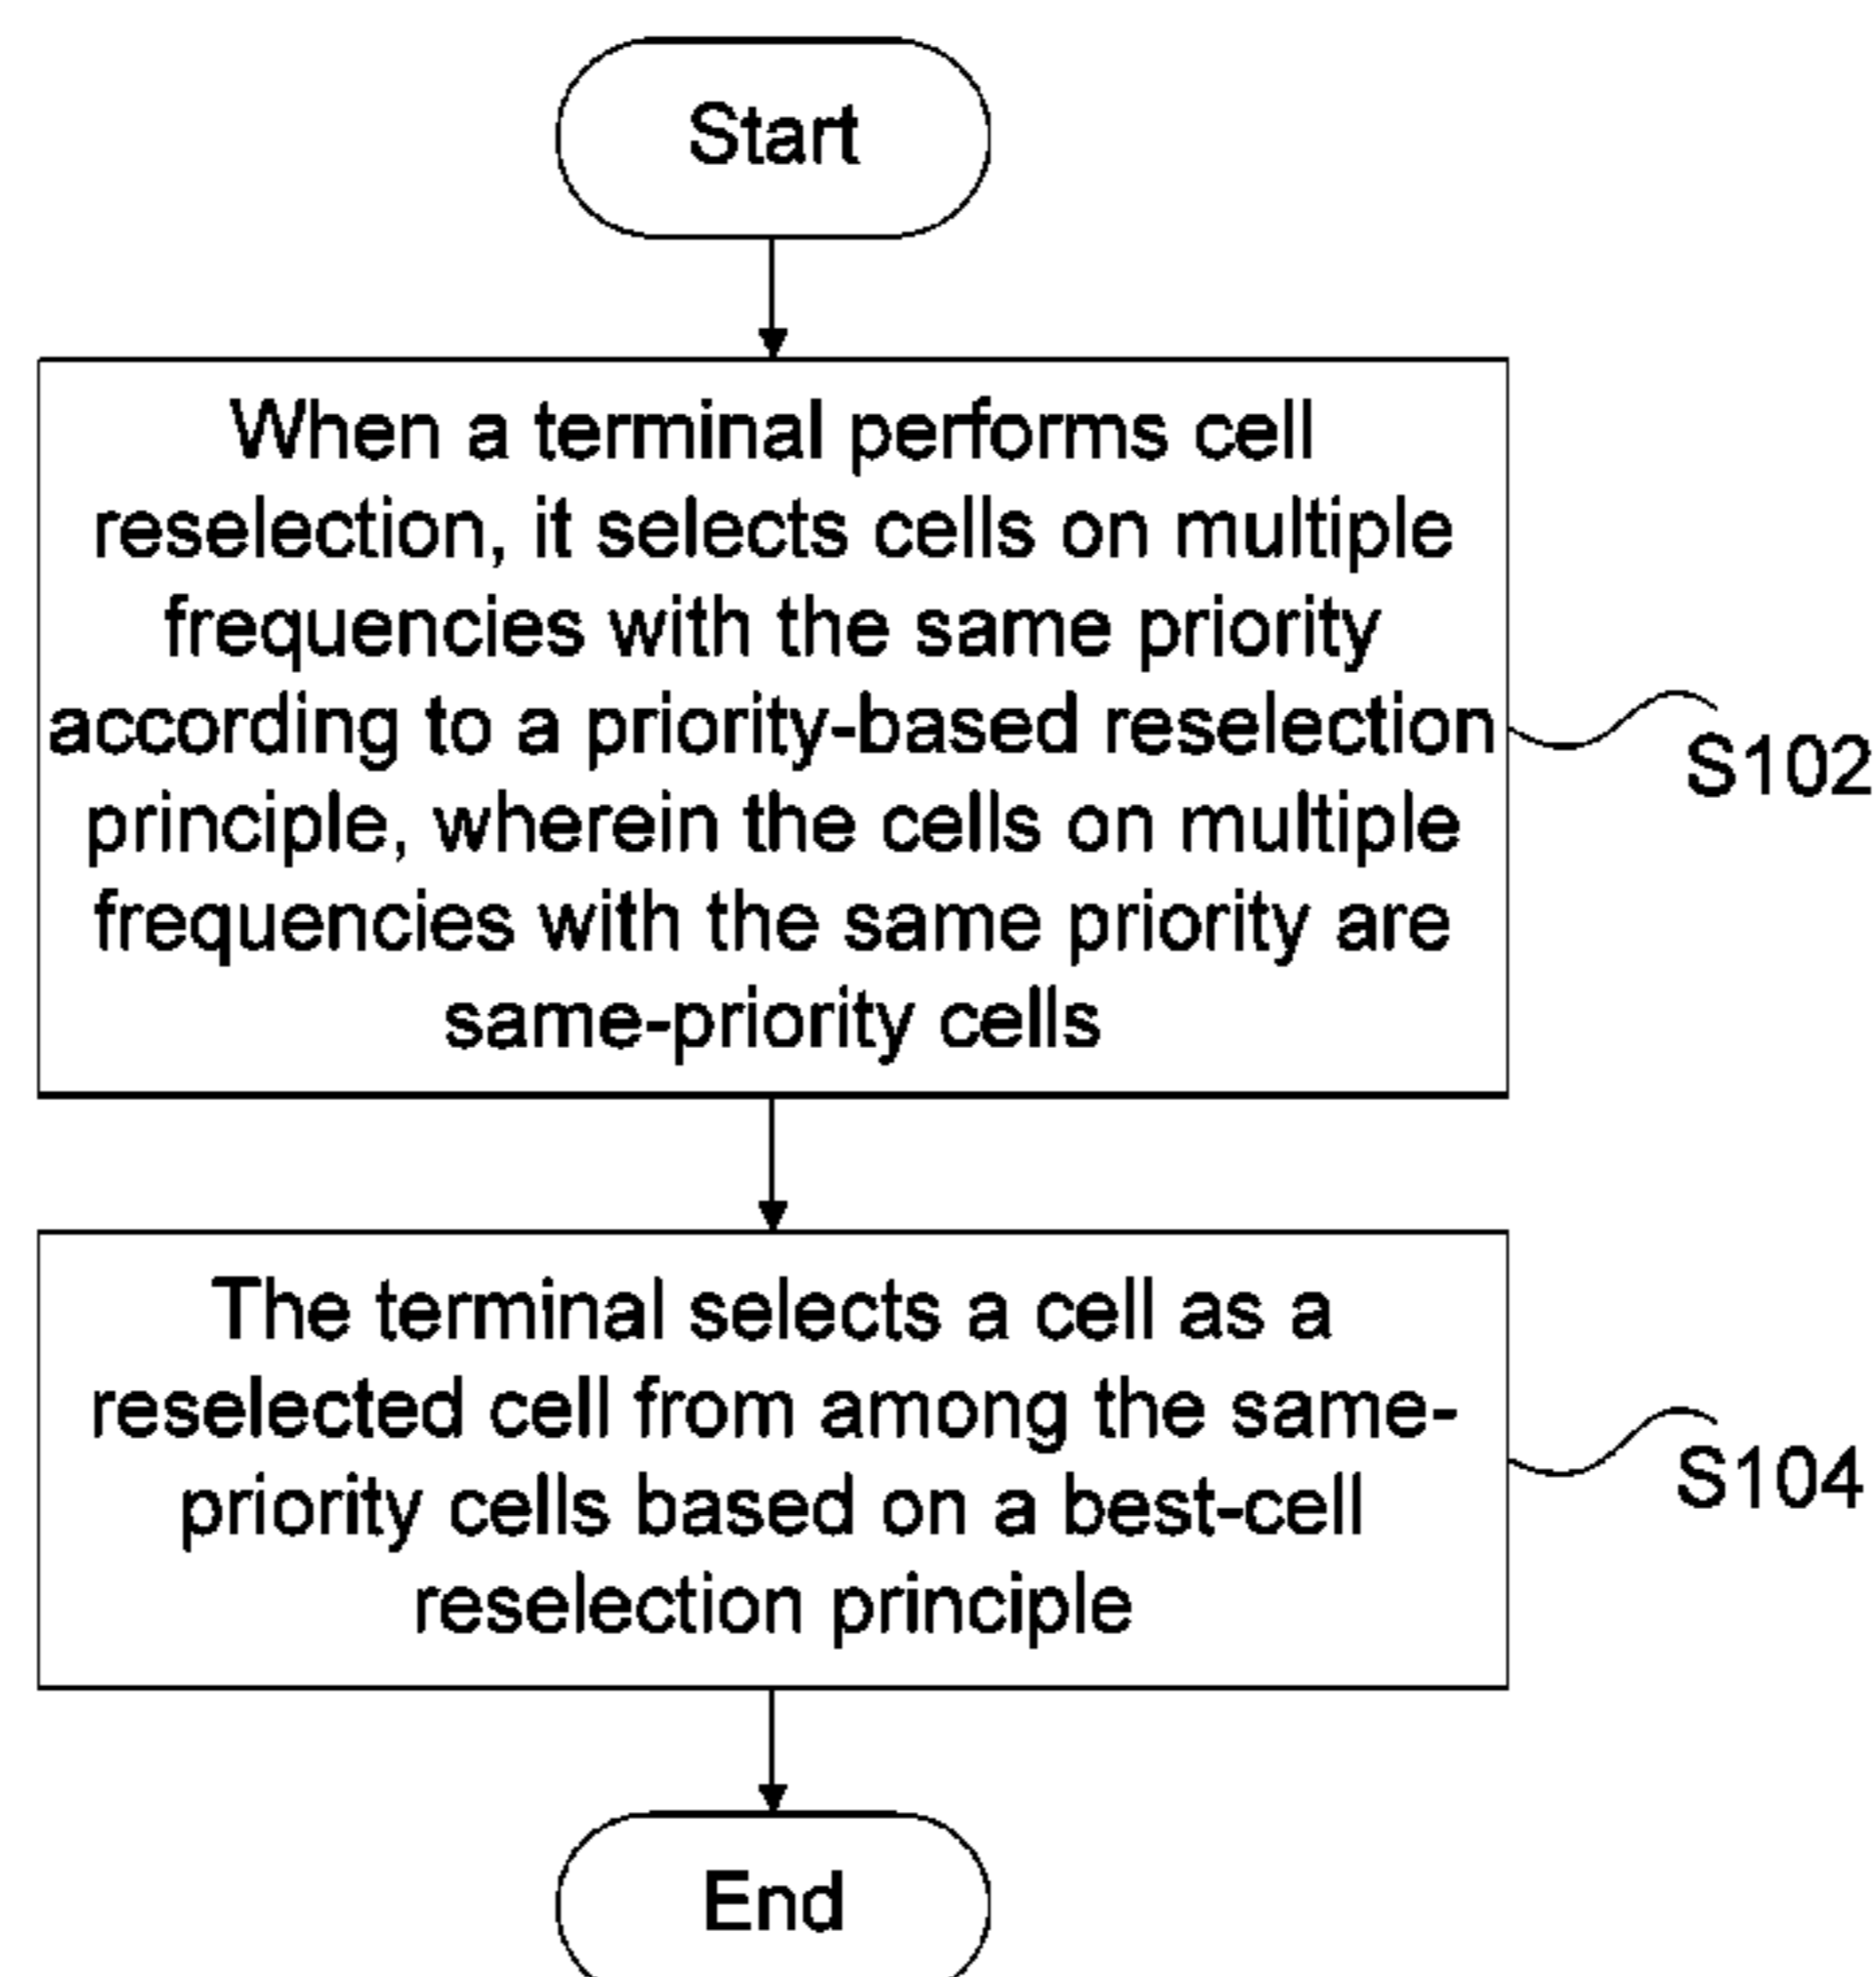 Start
When a terminal performs cell
reselection, it selects cells on multiple
frequencies with the same priority
according to a priority-based reselection
principle, wherein the cells on multiple
frequencies with the same priority are
same-priority cells
S102
The terminal selects a cell as a
reselected cell from among the same-
priority cells based on a best-cell
reselection principle
S104
End